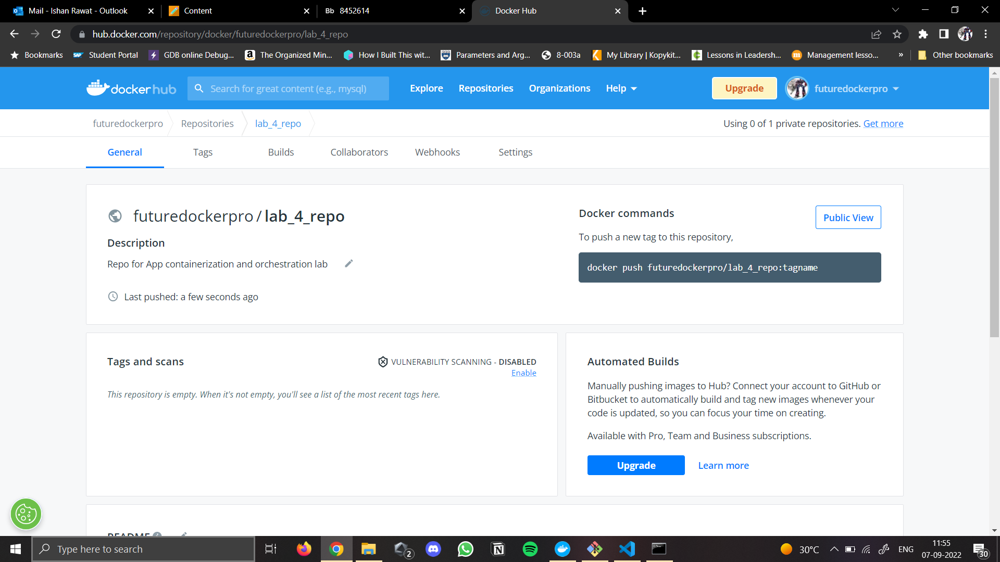 Mail - Ishan Rawat - Outlook
Content
Bb 8452614
Docker Hub
hub.docker.com/repository/docker/futuredockerpro/lab_4_repo
Bookmarks
SAP Student Portal
GDB online Debug...
The Organized Min...
How I Built This wit...
Parameters and Arg...
8-003a
My Library | Kopykit...
Lessons in Leadersh...
Management lesso...
»
Other bookmarks
dockerhub
Search for great content (e.g., mysql)
Explore
Repositories
Organizations
Help
Upgrade
futuredockerpro
futuredockerpro
Repositories
lab_4_repo
Using 0 of 1 private repositories. Get more
General
Tags
Builds
Collaborators
Webhooks
Settings
futuredockerpro / lab_4_repo
Description
Repo for App containerization and orchestration lab
Last pushed: a few seconds ago
Docker commands
Public View
To push a new tag to this repository,
docker push futuredockerpro/lab_4_repo:tagname
Tags and scans
VULNERABILITY SCANNING - DISABLED
Enable
This repository is empty. When it's not empty, you'll see a list of the most recent tags here.
Automated Builds
Manually pushing images to Hub? Connect your account to GitHub or
Bitbucket to automatically build and tag new images whenever your
code is updated, so you can focus your time on creating.
Available with Pro, Team and Business subscriptions.
Upgrade
Learn more
README
Type here to search
2
30°C
ENG
11:55
07-09-2022
30